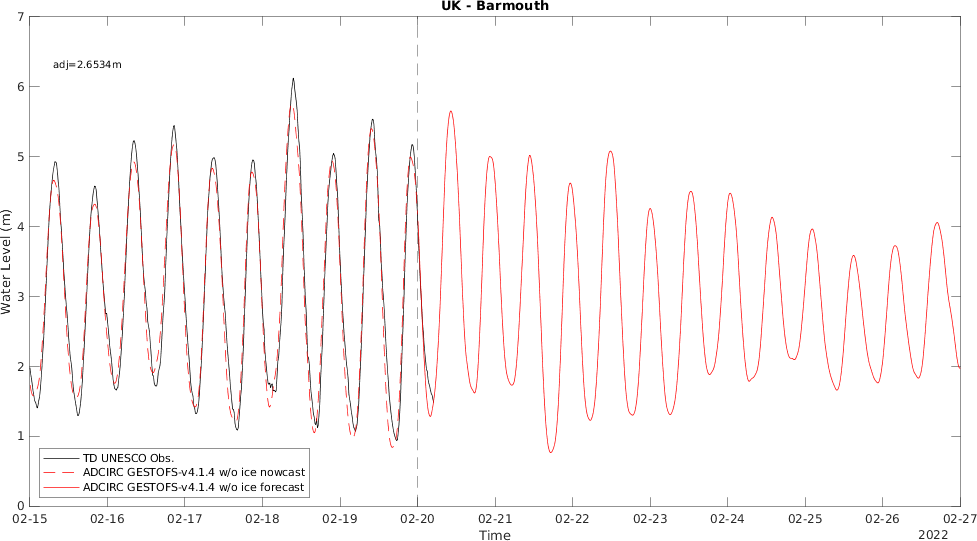 UK - Barmouth
7
adj=2.6534m
6
5
4
3
2
1
0
Water Level (m)
TD UNESCO Obs.
ADCIRC GESTOFS-v4.1.4 w/o ice nowcast
ADCIRC GESTOFS-v4.1.4 w/o ice forecast
02-15 02-16 02-17 02-18 02-19 02-20 02-21 02-22 02-23 02-24 02-25 02-26 02-27
Time
2022